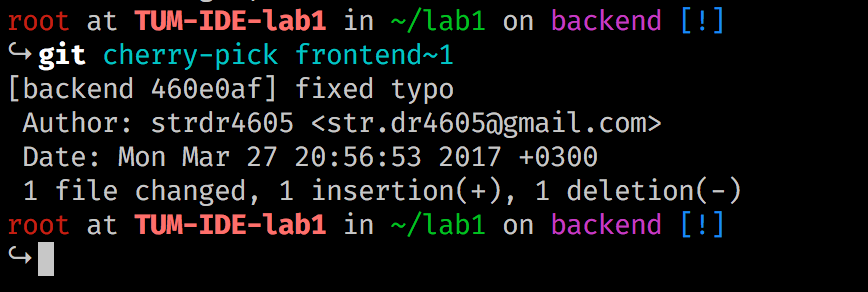 root at TUM-IDE-lab1 in ~/lab1 on backend [!]
↪git cherry-pick frontend~1
[backend 460e0af] fixed typo
 Author: strdr4605 <str.dr4605@gmail.com>
 Date: Mon Mar 27 20:56:53 2017 +0300
 1 file changed, 1 insertion(+), 1 deletion(-)
root at TUM-IDE-lab1 in ~/lab1 on backend [!]
↪